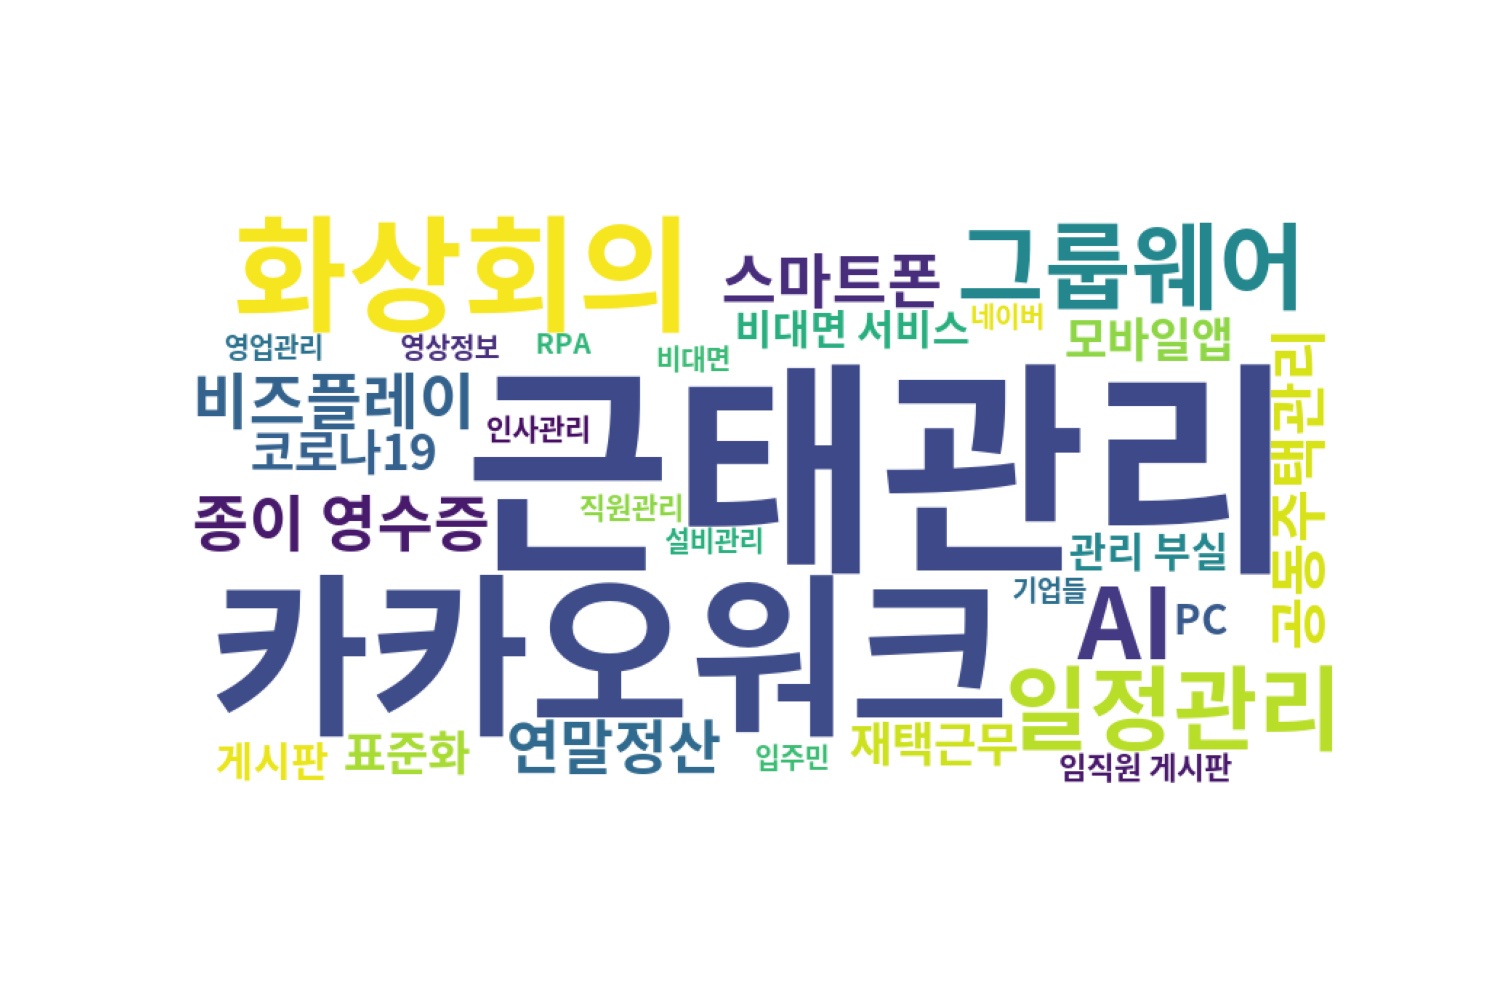 화상회의
스마트폰
그룹웨어
비대면 서비스
네이버
모바일앱
영업관리
영상정보
RPA
비대면
비즈플레이
근태관리
공동주택관리
인사관리
코로나19
종이 영수증
직원관리
설비관리
관리 부실
기업들
카카오워크
AI
PC
일정관리
게시판
표준화
연말정산
입주민
재택근무
임직원 게시판